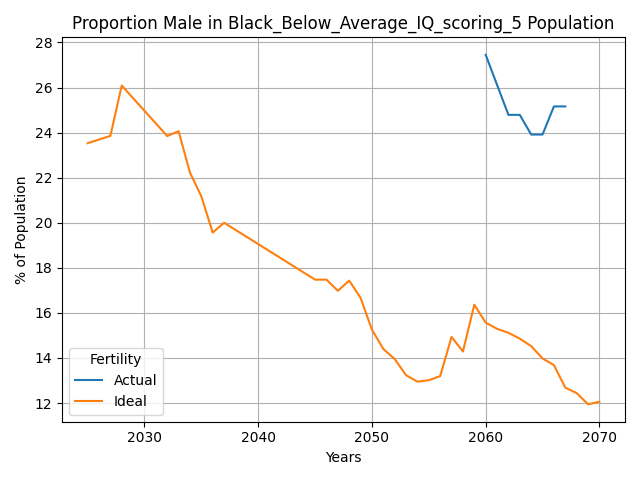 Proportion Male in Black_Below_Average_IQ_scoring_5 Population
28
26
24
22
20
18
16
14
12
% of Population
Fertility
Actual
Ideal
2030 2040 2050 2060 2070
Years